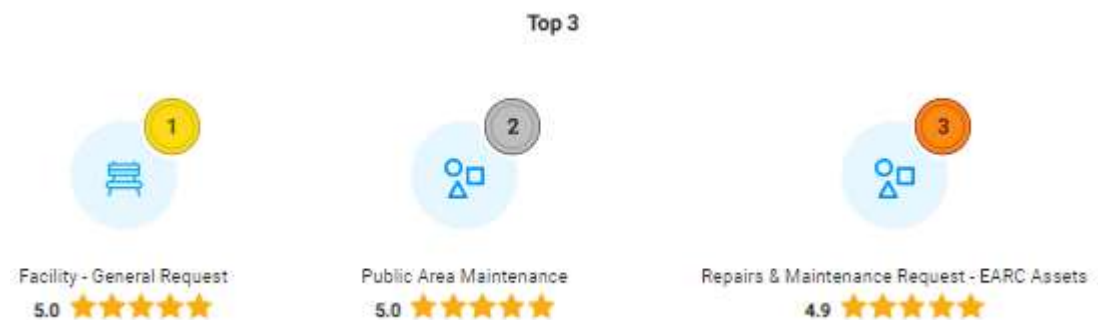 Top 3
1
2
3
Facility - General Request
Public Area Maintenance
Repairs & Maintenance Request - EARC Assets
5.0
5.0
4.9